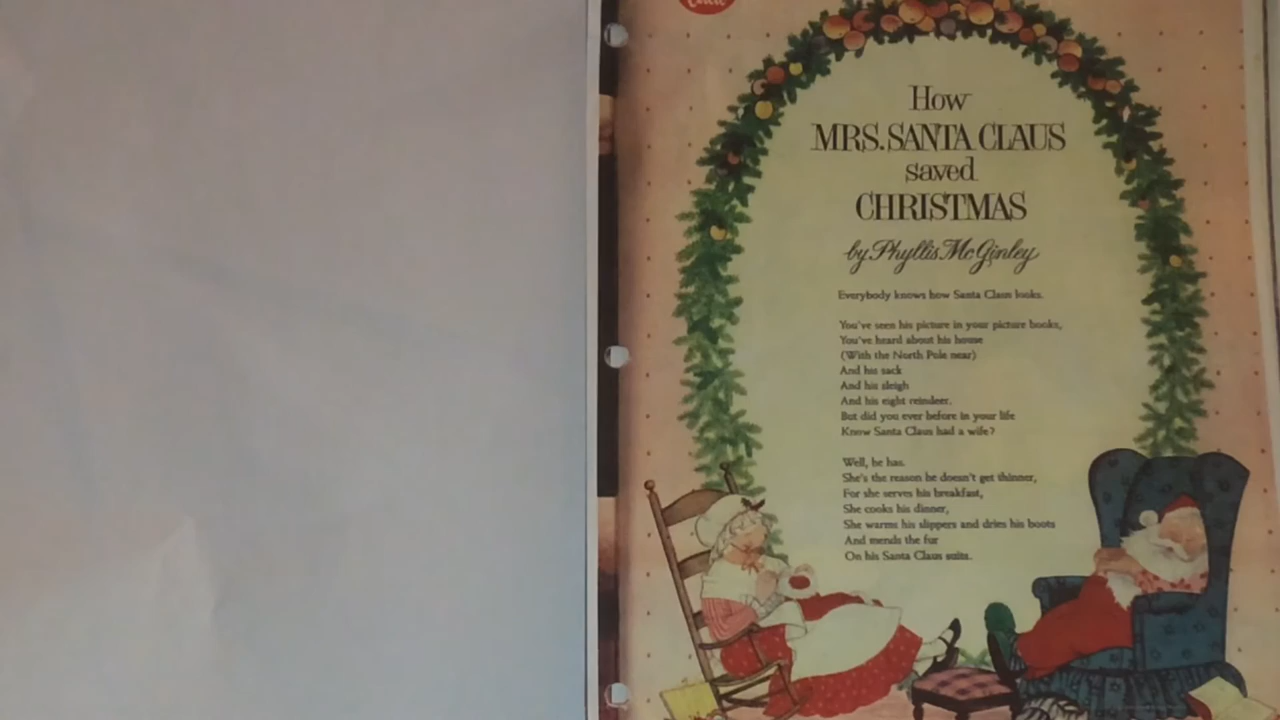 How
MRS. SANTA CLAUS
saved
CHRISTMAS
by Phyllis McGinley
Everybody knows how Santa Claus looks.
You've seen his picture in your picture books,
You've heard about his house
(With the North Pole near)
And his sack
And his sleigh
And his eight reindeer.
But did you ever before in your life
Know Santa Claus had a wife?
Well, he has.
She's the reason he doesn't get thinner,
For she serves his breakfast,
She cooks his dinner,
She warms his slippers and dries his boots
And mends the fur
On his Santa Claus suits.